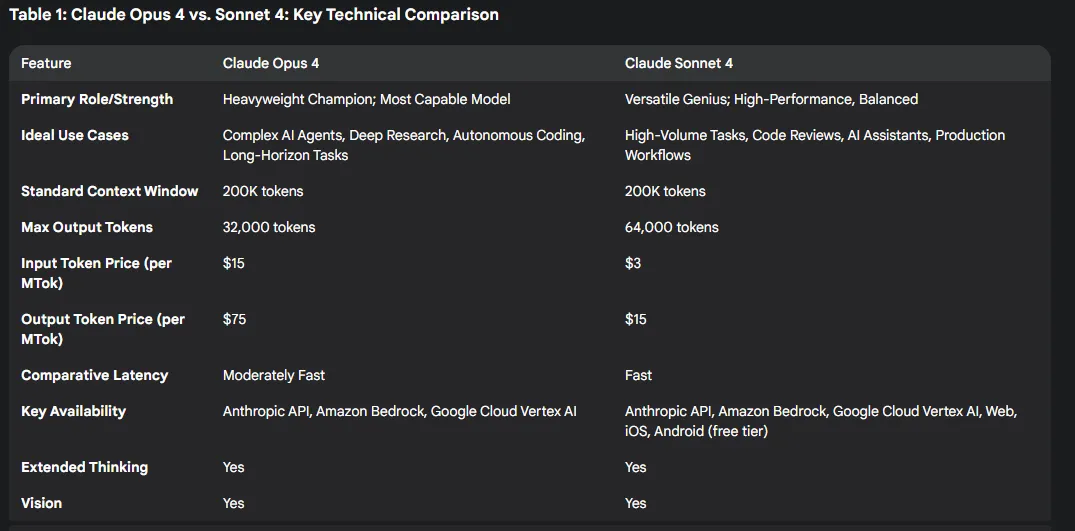 Table 1: Claude Opus 4 vs. Sonnet 4: Key Technical Comparison
Feature Claude Opus 4 Claude Sonnet 4
Primary Role/Strength Heavyweight Champion; Most Capable Model Versatile Genius; High-Performance, Balanced
Ideal Use Cases Complex AI Agents, Deep Research, Autonomous Coding, High-Volume Tasks, Code Reviews, AI Assistants, Production
Long-Horizon Tasks Workflows
Standard Context Window 200K tokens 200K tokens
Max Output Tokens 32,000 tokens 64,000 tokens
Input Token Price (per $15 $3
MTok)
Output Token Price (per $75 $15
MTok)
Comparative Latency Moderately Fast Fast
Key Availability Anthropic API, Amazon Bedrock, Google Cloud Vertex AI Anthropic API, Amazon Bedrock, Google Cloud Vertex AI, Web,
iOS, Android (free tier)
Extended Thinking Yes Yes
Vision Yes Yes